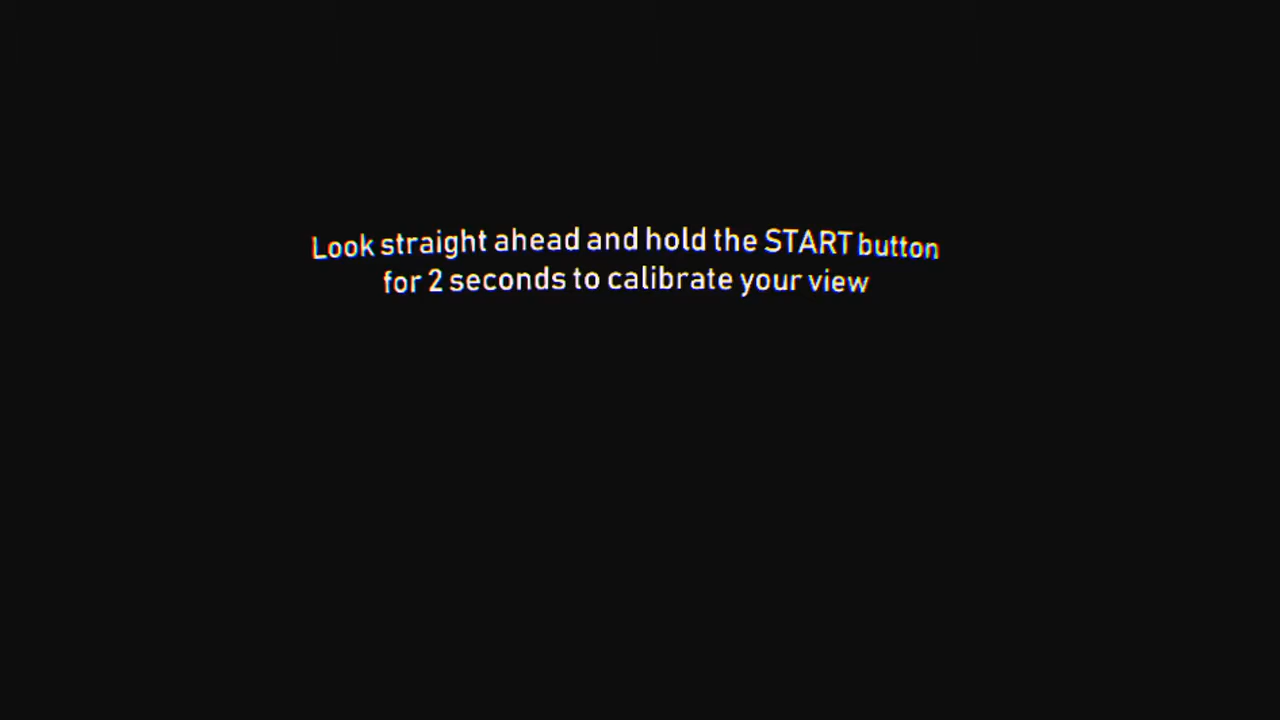 Look straight ahead and hold the START button
for 2 seconds to calibrate your view